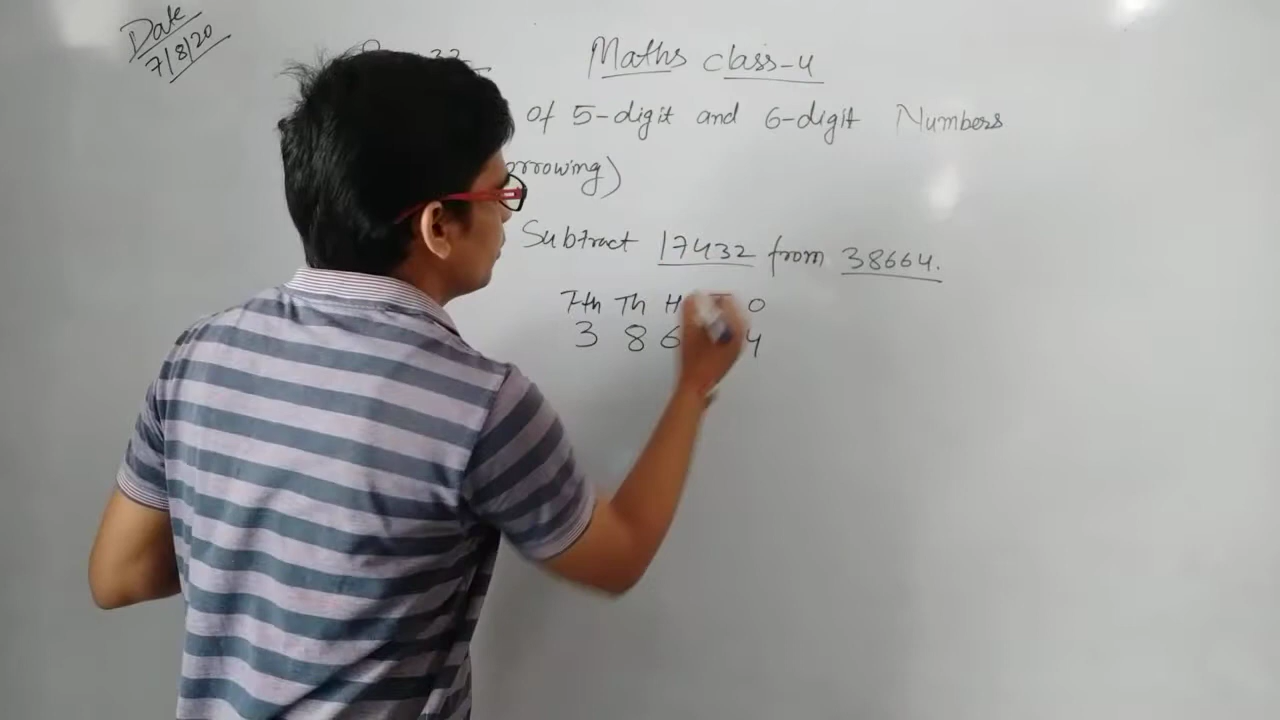 Date
7/8/20
Maths class-4
of 5-digit and 6-digit Numbers
orrowing)
Subtract 17432 from 38664.
Tth Th H T O
3 8 6 4